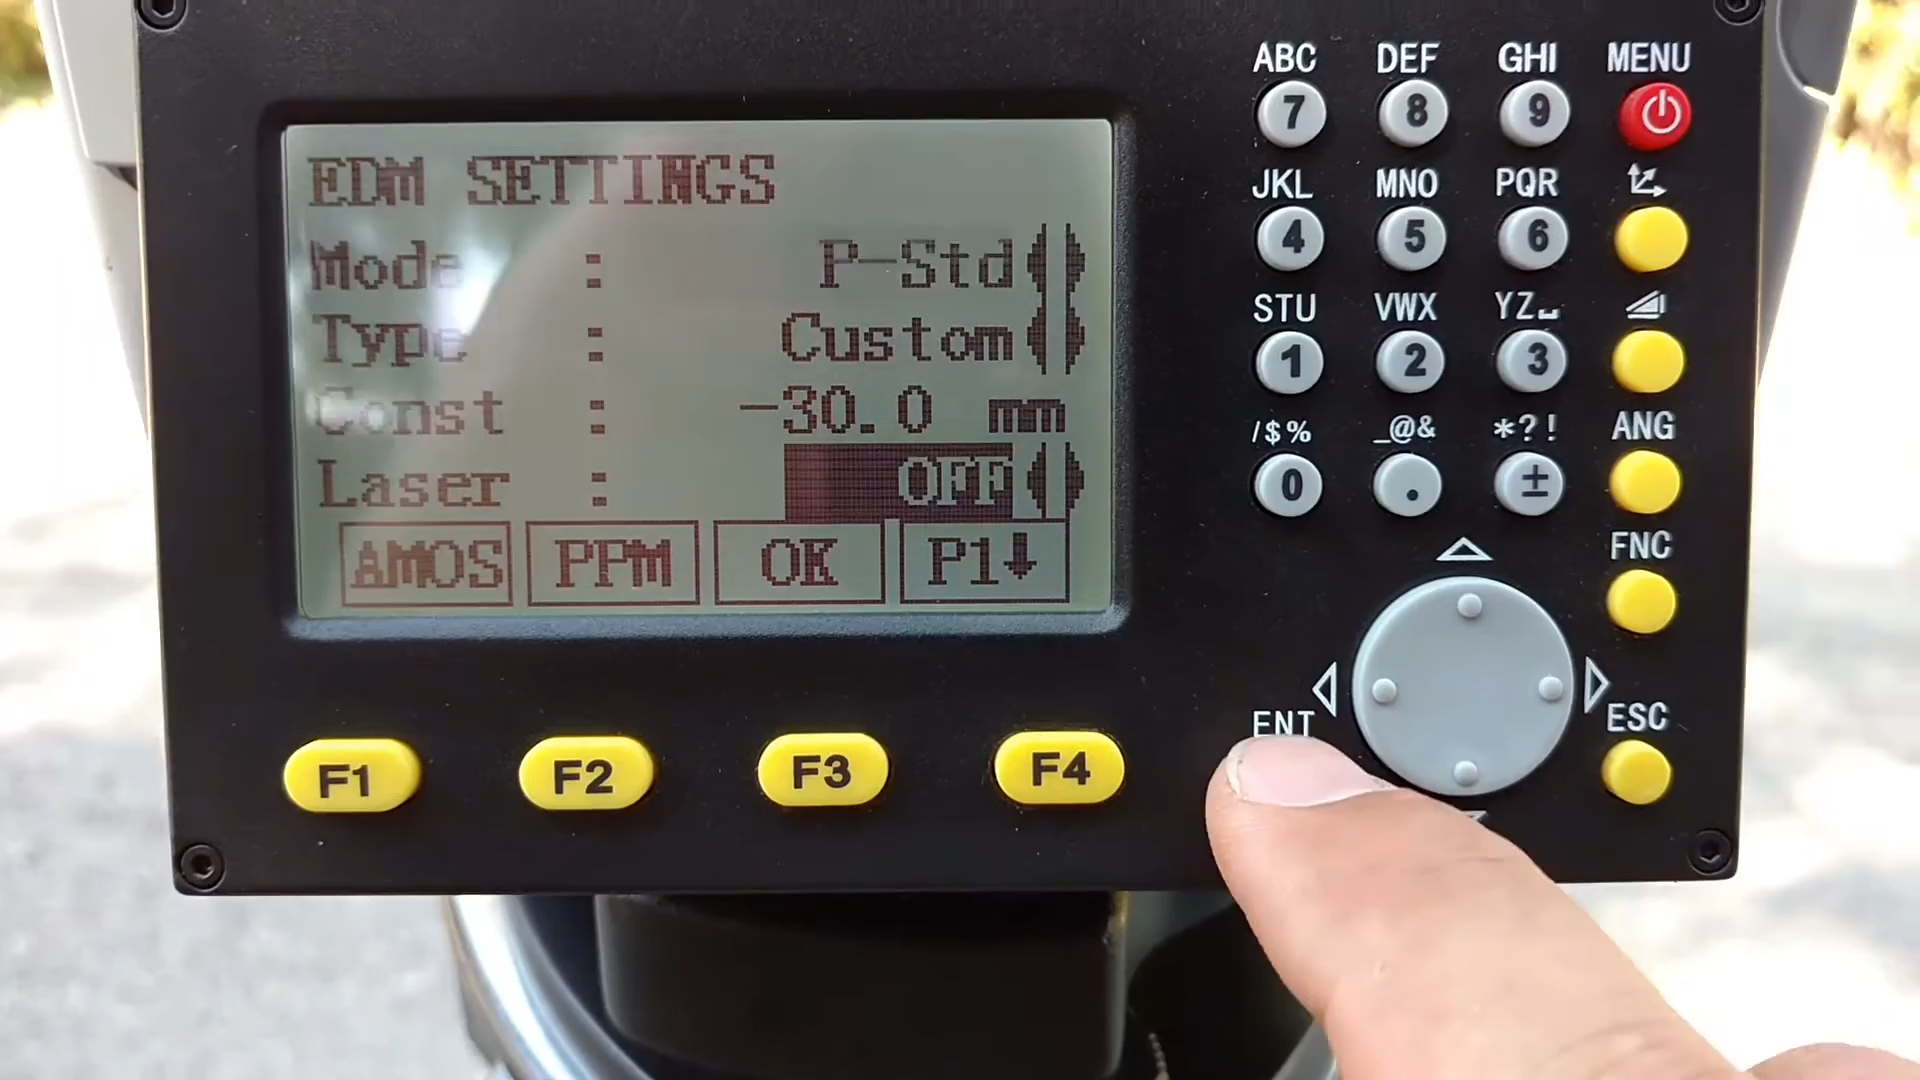 EDM SETTINGS
Mode : P-Std
Type : Custom
Const : -30.0 mm
Laser : OFF
AMOS PPM OK P1↓
F1 F2 F3 F4
ABC DEF GHI MENU
7 8 9
JKL MNO PQR
4 5 6
STU VWX YZ␣
1 2 3
/$% _@& *?! ANG
0 . ±
FNC
ENT ESC